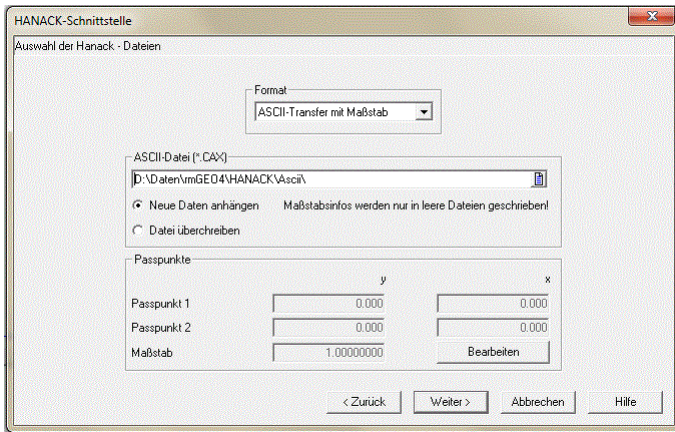 HANACK-Schnittstelle
Auswahl der Hanack - Dateien
Format
ASCII-Transfer mit Maßstab
ASCII-Datei (*.CAX)
D:\Daten\rmGEO4\HANACK\Ascii\
Neue Daten anhängen Maßstabsinfos werden nur in leere Dateien geschrieben!
Datei überchreiben
Passpunkte
y x
Passpunkt 1 0.000 0.000
Passpunkt 2 0.000 0.000
Maßstab 1.00000000 Bearbeiten
< Zurück Weiter > Abbrechen Hilfe